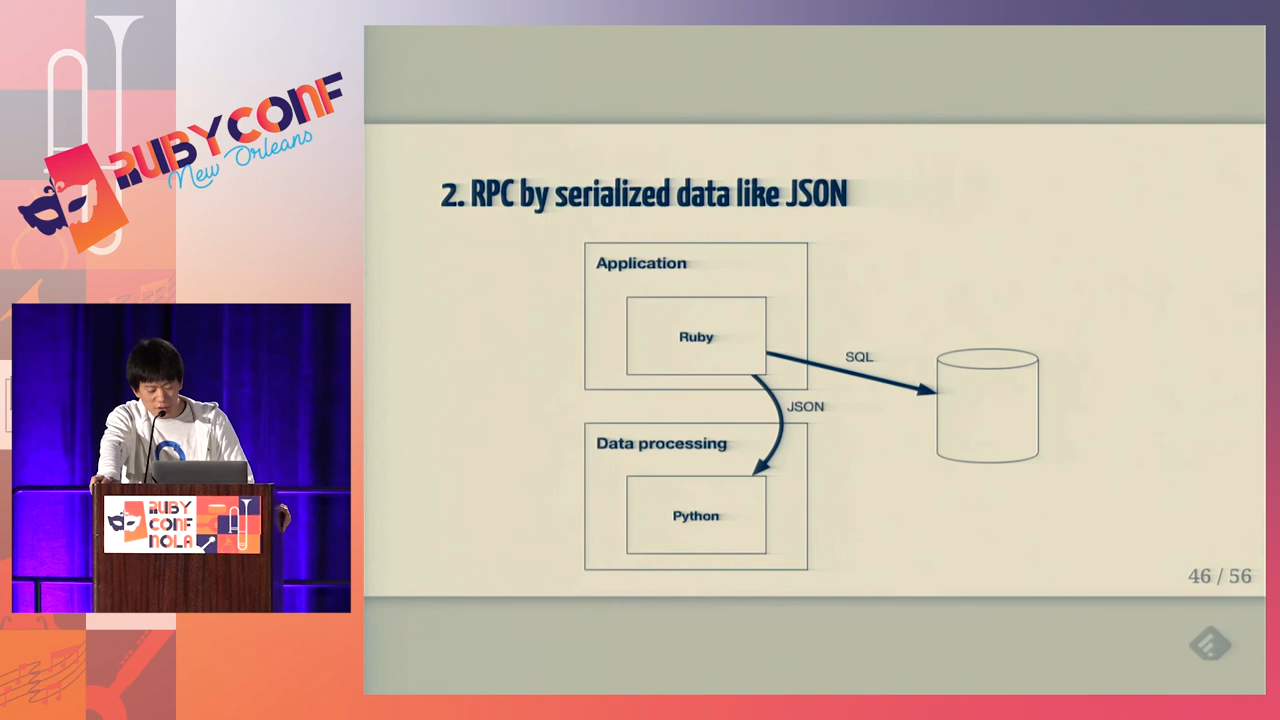 RUBYCONF
New Orleans
2. RPC by serialized data like JSON
Application
Ruby
SQL
JSON
Data processing
Python
46 / 56
RUBY
CONF
NOLA